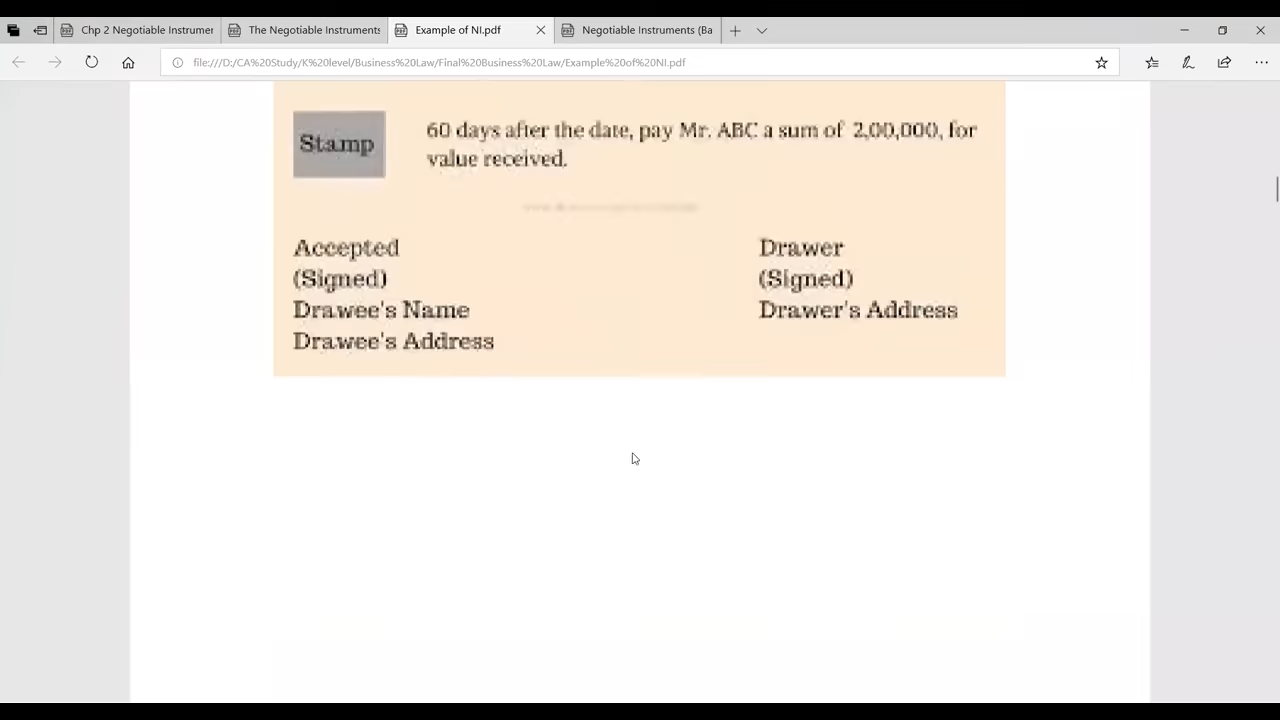 Chp 2 Negotiable Instrumer
The Negotiable Instruments
Example of NI.pdf
Negotiable Instruments (Ba
file:///D:/CA%20Study/K%20level/Business%20Law/Final%20Business%20Law/Example%20of%20NI.pdf
Stamp
60 days after the date, pay Mr. ABC a sum of 2,00,000, for
value received.
Accepted
(Signed)
Drawee's Name
Drawee's Address
Drawer
(Signed)
Drawer's Address